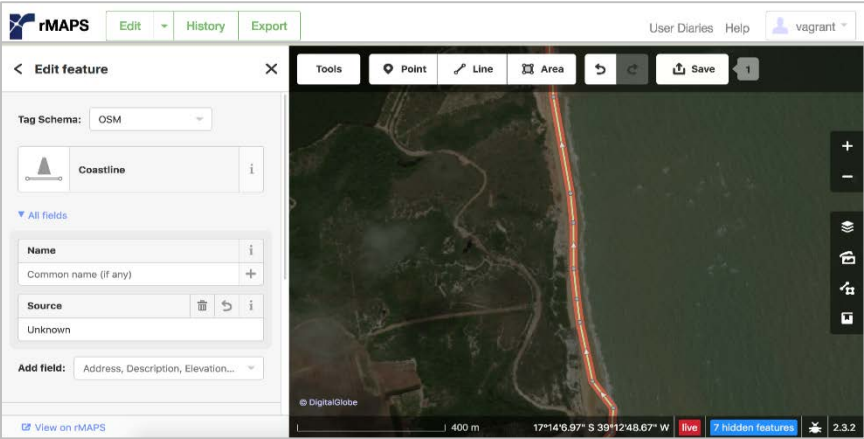 rMAPS
Edit
History
Export
User Diaries
Help
vagrant
Edit feature
Tools
Point
Line
Area
Save
1
Tag Schema:
OSM
Coastline
i
All fields
Name
i
Common name (if any)
Source
i
Unknown
Add field:
Address, Description, Elevation...
View on rMAPS
© DigitalGlobe
400 m
17°14'6.97" S 39°12'48.67" W
live
7 hidden features
2.3.2